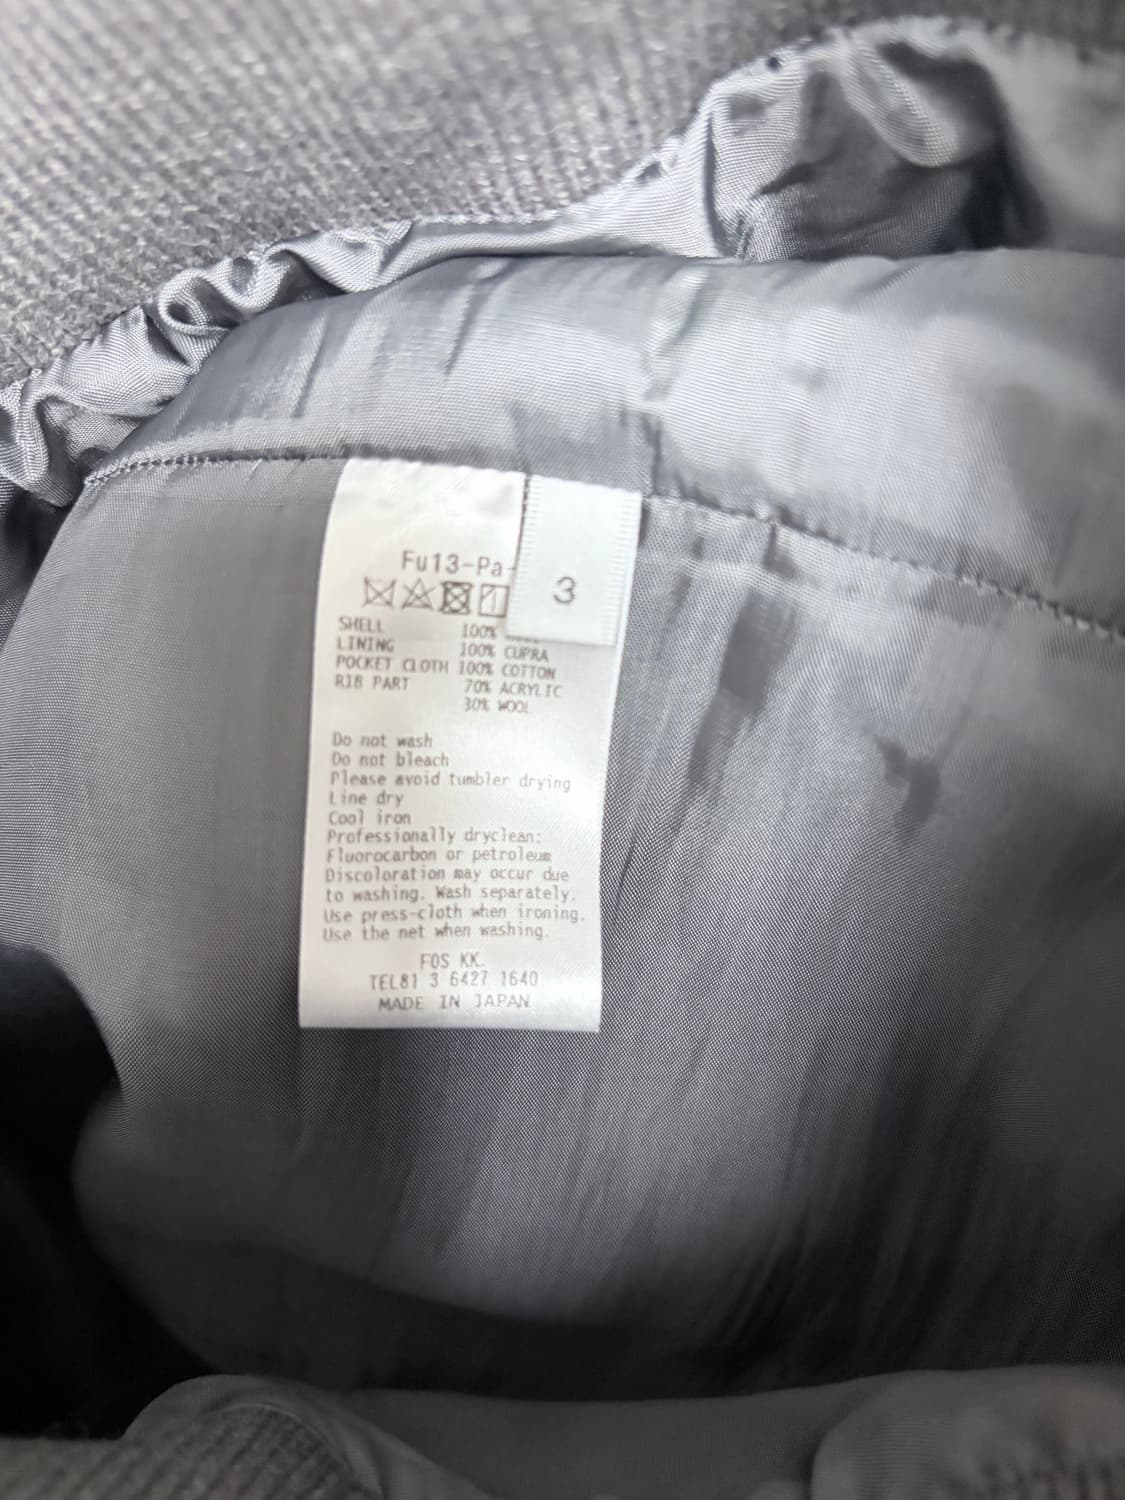 Fu13-Pa-
3
SHELL 100%
LINING 100% CUPRA
POCKET CLOTH 100% COTTON
RIB PART 70% ACRYLIC
30% WOOL
Do not wash
Do not bleach
Please avoid tumbler drying
Line dry
Cool iron
Professionally dryclean:
Fluorocarbon or petroleum
Discoloration may occur due
to washing. Wash separately.
Use press-cloth when ironing.
Use the net when washing.
FOS KK.
TEL81 3 6427 1640
MADE IN JAPAN